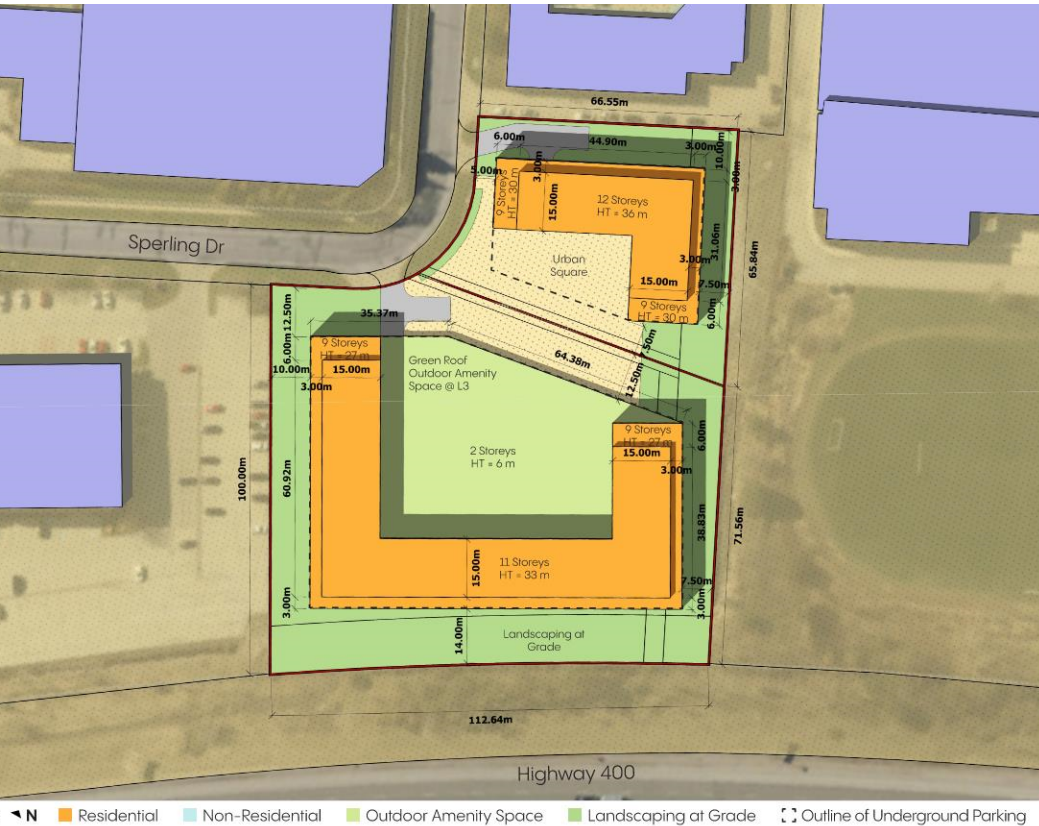 66.55m
6.00m
44.90m
3.00m
10.00m
5.00m
3.00m
3.00m
9 Storeys
HT = 30 m
15.00m
12 Storeys
HT = 36 m
31.06m
65.84m
Sperling Dr
Urban
Square
3.00m
15.00m
7.50m
9 Storeys
HT = 30 m
6.00m
12.50m
35.37m
7.50m
6.00m
9 Storeys
HT = 27 m
10.00m
15.00m
3.00m
Green Roof
Outdoor Amenity
Space @ L3
64.38m
12.50m
9 Storeys
HT = 27 m
6.00m
15.00m
3.00m
2 Storeys
HT = 6 m
100.00m
60.92m
38.83m
71.56m
15.00m
11 Storeys
HT = 33 m
7.50m
3.00m
3.00m
14.00m
Landscaping at
Grade
112.64m
Highway 400
N
Residential
Non-Residential
Outdoor Amenity Space
Landscaping at Grade
Outline of Underground Parking